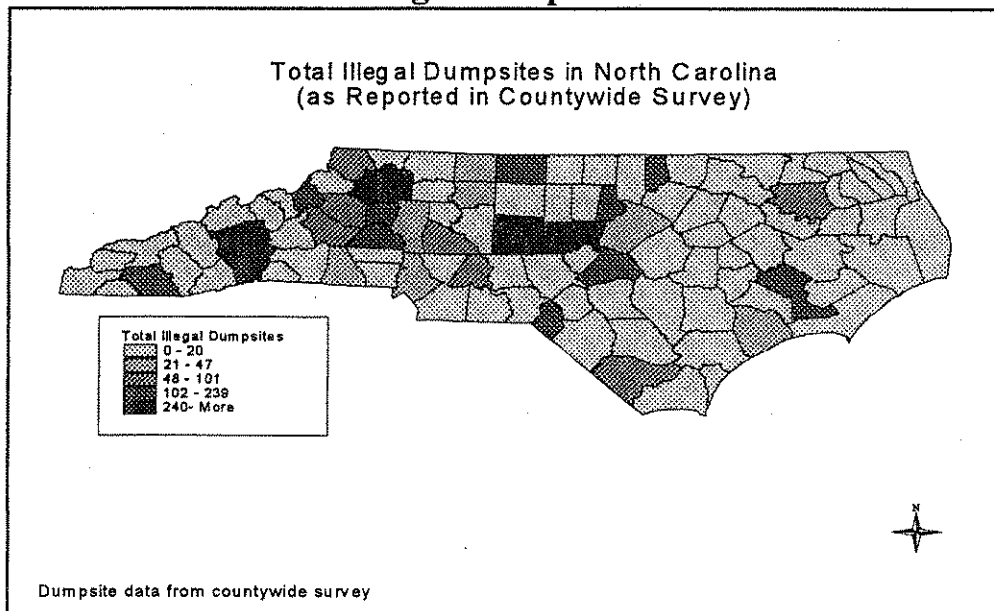 Total Illegal Dumpsites in North Carolina
(as Reported in Countywide Survey)
Total Illegal Dumpsites
0 - 20
21 - 47
48 - 101
102 - 239
240- More
N
Dumpsite data from countywide survey